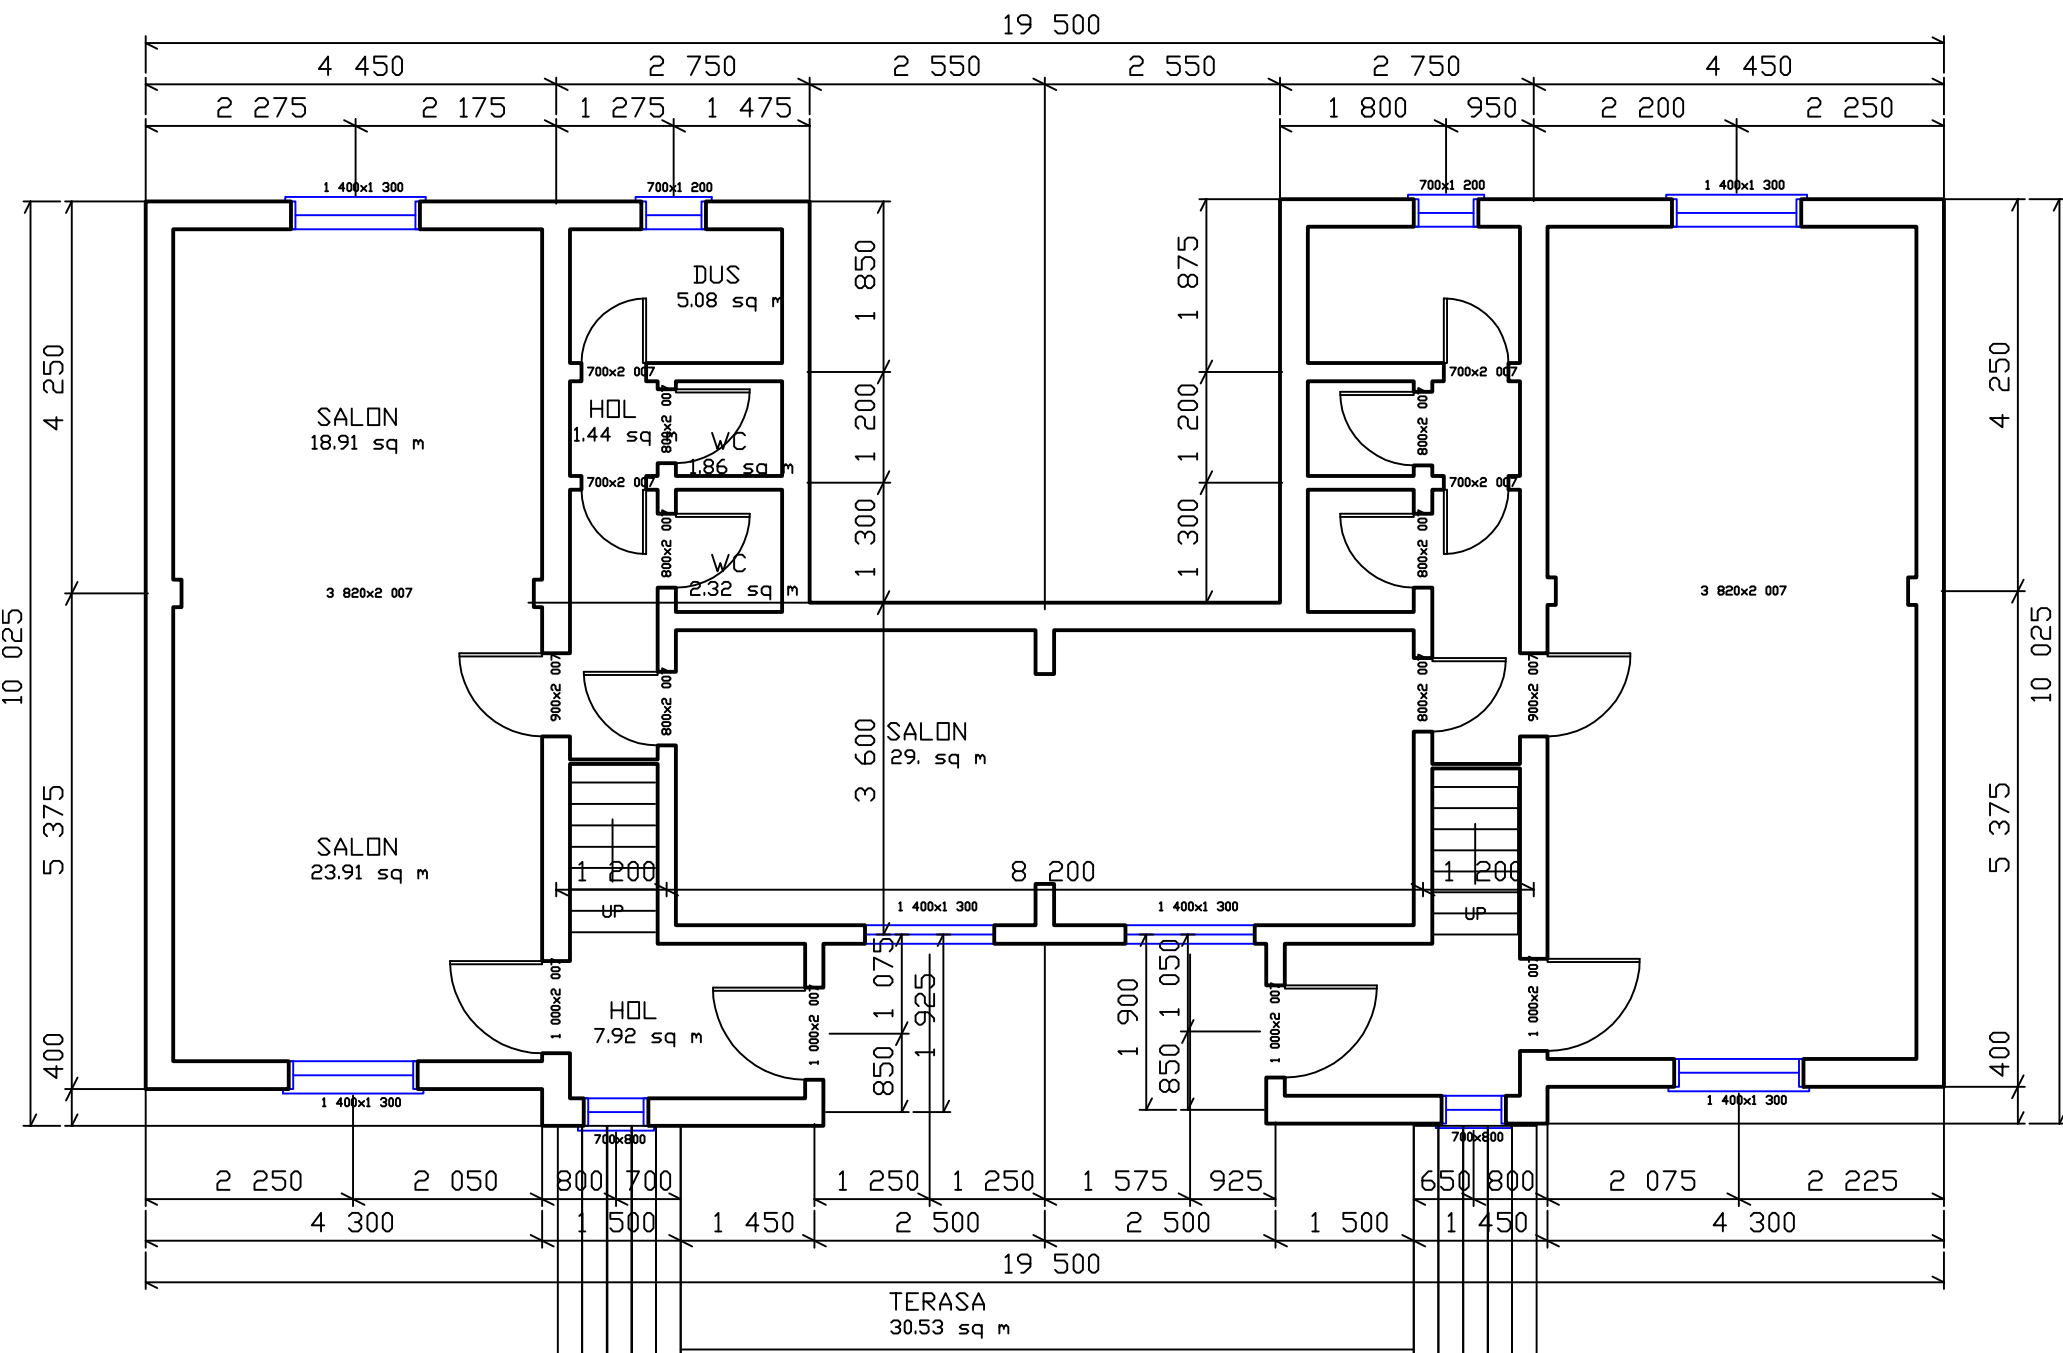 19 500
4 450 2 750 2 550 2 550 2 750 4 450
2 275 2 175 1 275 1 475 1 800 950 2 200 2 250
1 400x1 300 700x1 200 700x1 200 1 400x1 300
DUS
5.08 sq m
1 850 1 875
4 250 4 250
700x2 007 700x2 007
HOL
1.44 sq m
SALON
18.91 sq m
800x2 007 800x2 007
WC
1.86 sq m
1 200 1 200
700x2 007 700x2 007
800x2 007 800x2 007
WC
2.32 sq m
1 300 1 300
3 820x2 007 3 820x2 007
10 025 10 025
900x2 007 800x2 007 800x2 007 900x2 007
SALON
29. sq m
3 600
5 375 5 375
SALON
23.91 sq m
1 200 8 200 1 200
UP 1 400x1 300 1 400x1 300 UP
1 075 1 925 1 900 1 050
1 000x2 007 1 000x2 007 1 000x2 007 1 000x2 007
HOL
7.92 sq m
400 850 850 400
1 400x1 300 1 400x1 300
700x800 700x800
2 250 2 050 800 700 1 250 1 250 1 575 925 650 800 2 075 2 225
4 300 1 500 1 450 2 500 2 500 1 500 1 450 4 300
19 500
TERASA
30.53 sq m